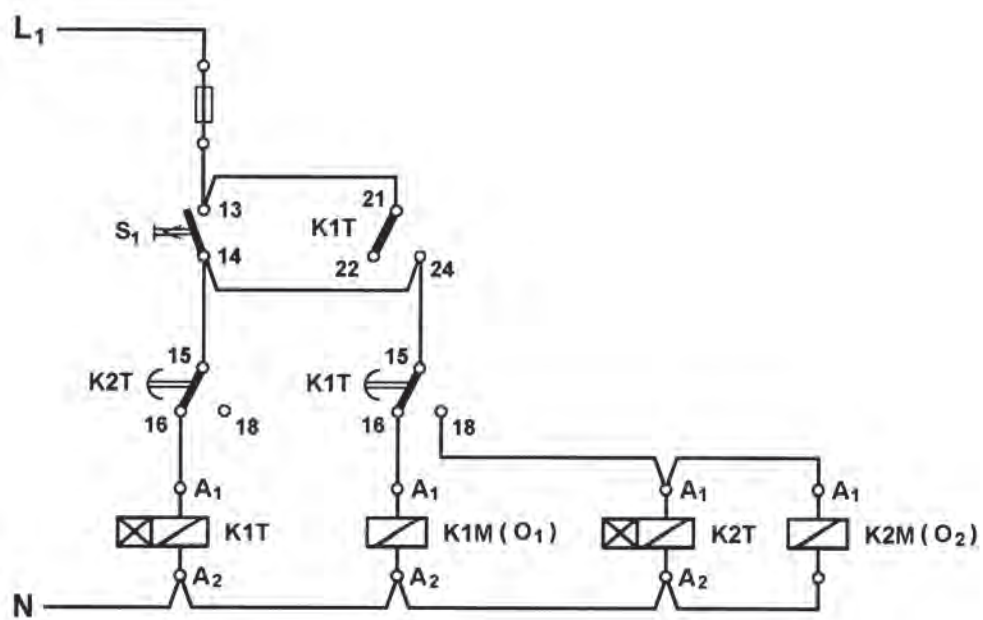 L1
13
21
S1
K1T
14
22
24
15
15
K2T
K1T
16
18
16
18
A1
A1
A1
A1
K1T
K1M (O1)
K2T
K2M (O2)
A2
A2
A2
N